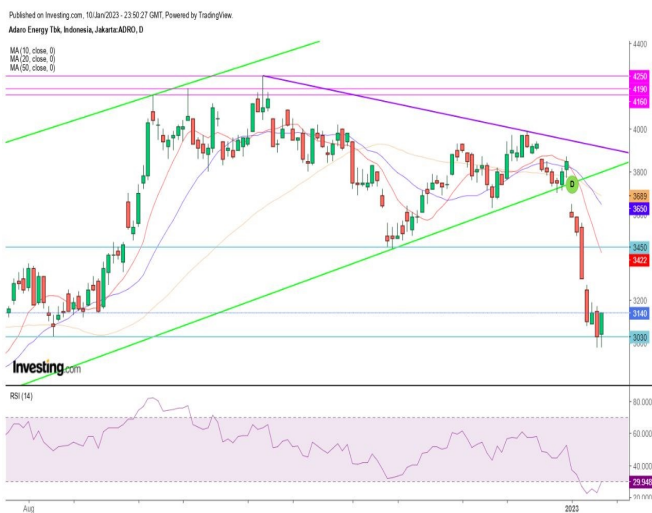 Published on Investing.com, 10/Jan/2023 - 23:50:27 GMT, Powered by TradingView.
Adaro Energy Tbk, Indonesia, Jakarta:ADRO, D
MA (10, close, 0)
MA (20, close, 0)
MA (50, close, 0)
4400
4250
4190
4160
4000
3800
D
3689
3650
3450
3422
3200
3140
3030
3000
Investing.com
RSI (14)
80.000
60.000
40.000
29.948
20.000
Aug
2023